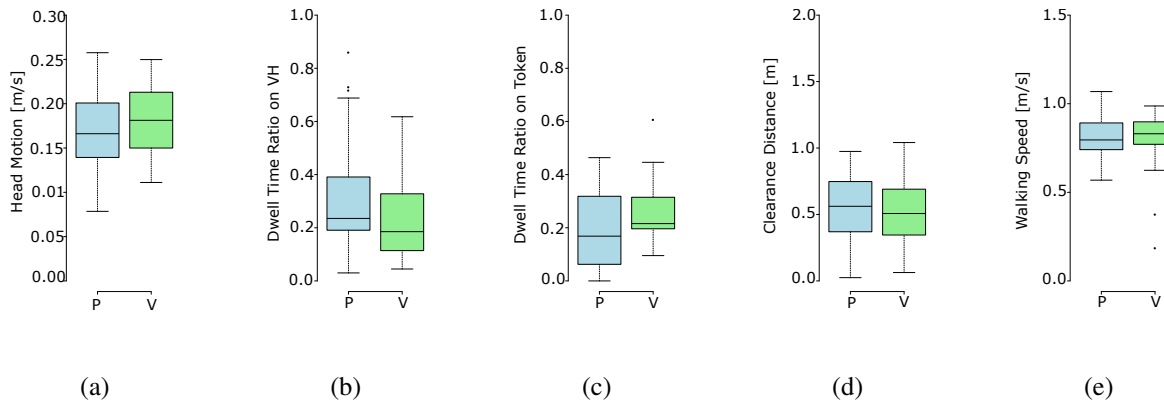 Head Motion [m/s]
0.30
0.25
0.20
0.15
0.01
0.05
0.00
P V
(a)
Dwell Time Ratio on VH
1.0
0.8
0.6
0.4
0.2
0.0
P V
(b)
Dwell Time Ratio on Token
1.0
0.8
0.6
0.4
0.2
0.0
P V
(c)
Clearance Distance [m]
2.0
1.5
1.0
0.5
0.0
P V
(d)
Walking Speed [m/s]
1.5
1.0
0.5
0.0
P V
(e)